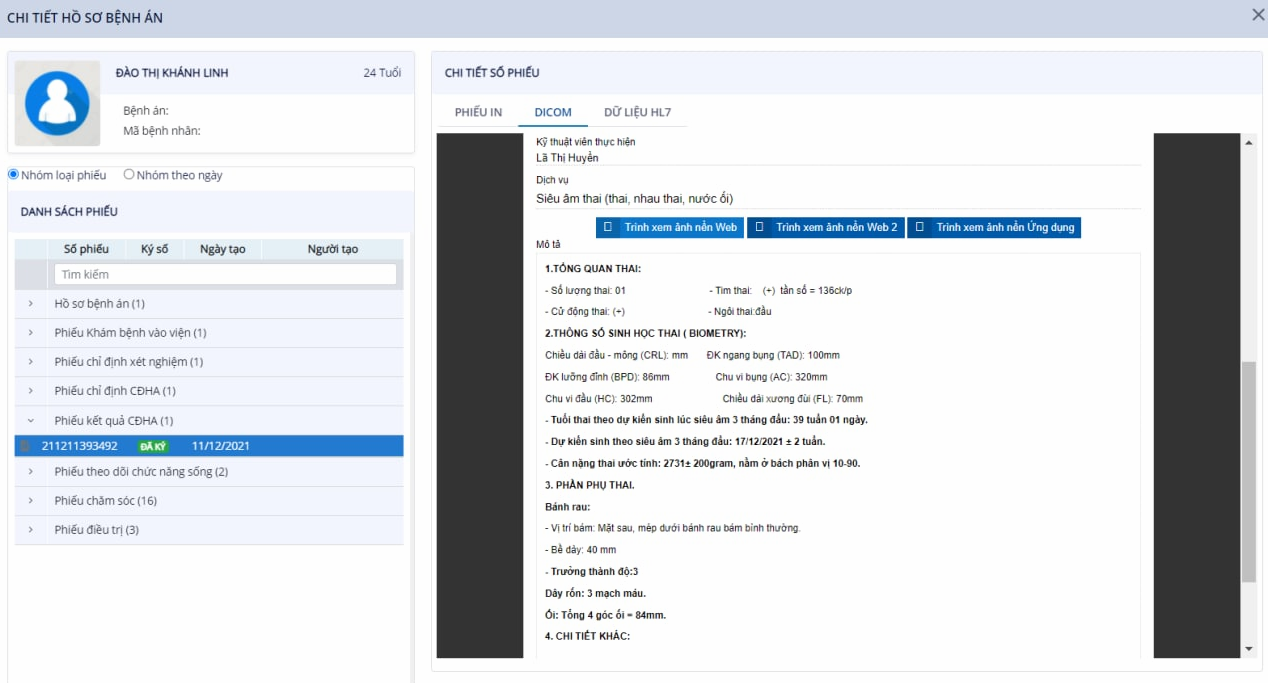 CHI TIẾT HỒ SƠ BỆNH ÁN
ĐÀO THỊ KHÁNH LINH
24 Tuổi
Bệnh án:
Mã bệnh nhân:
Nhóm loại phiếu
Nhóm theo ngày
DANH SÁCH PHIẾU
Số phiếu Ký số Ngày tạo Người tạo
Tìm kiếm
Hồ sơ bệnh án (1)
Phiếu Khám bệnh vào viện (1)
Phiếu chỉ định xét nghiệm (1)
Phiếu chỉ định CĐHA (1)
Phiếu kết quả CĐHA (1)
211211393492 ĐÃ KÝ 11/12/2021
Phiếu theo dõi chức năng sống (2)
Phiếu chăm sóc (16)
Phiếu điều trị (3)
CHI TIẾT SỐ PHIẾU
PHIẾU IN DICOM DỮ LIỆU HL7
Kỹ thuật viên thực hiện
Lã Thị Huyền
Dịch vụ
Siêu âm thai (thai, nhau thai, nước ối)
Trình xem ảnh nền Web Trình xem ảnh nền Web 2 Trình xem ảnh nền Ứng dụng
Mô tả
1.TỔNG QUAN THAI:
- Số lượng thai: 01 - Tim thai: (+) tần số = 136ck/p
- Cử động thai: (+) - Ngôi thai:đầu
2.THÔNG SỐ SINH HỌC THAI ( BIOMETRY):
Chiều dài đầu - mông (CRL): mm ĐK ngang bụng (TAD): 100mm
ĐK lưỡng đỉnh (BPD): 86mm Chu vi bụng (AC): 320mm
Chu vi đầu (HC): 302mm Chiều dài xương đùi (FL): 70mm
- Tuổi thai theo dự kiến sinh lúc siêu âm 3 tháng đầu: 39 tuần 01 ngày.
- Dự kiến sinh theo siêu âm 3 tháng đầu: 17/12/2021 ± 2 tuần.
- Cân nặng thai ước tính: 2731± 200gram, nằm ở bách phân vị 10-90.
3. PHẦN PHỤ THAI.
Bánh rau:
- Vị trí bám: Mặt sau, mép dưới bánh rau bám bình thường.
- Bề dày: 40 mm
- Trưởng thành độ:3
Dây rốn: 3 mạch máu.
Ối: Tổng 4 góc ối = 84mm.
4. CHI TIẾT KHÁC: